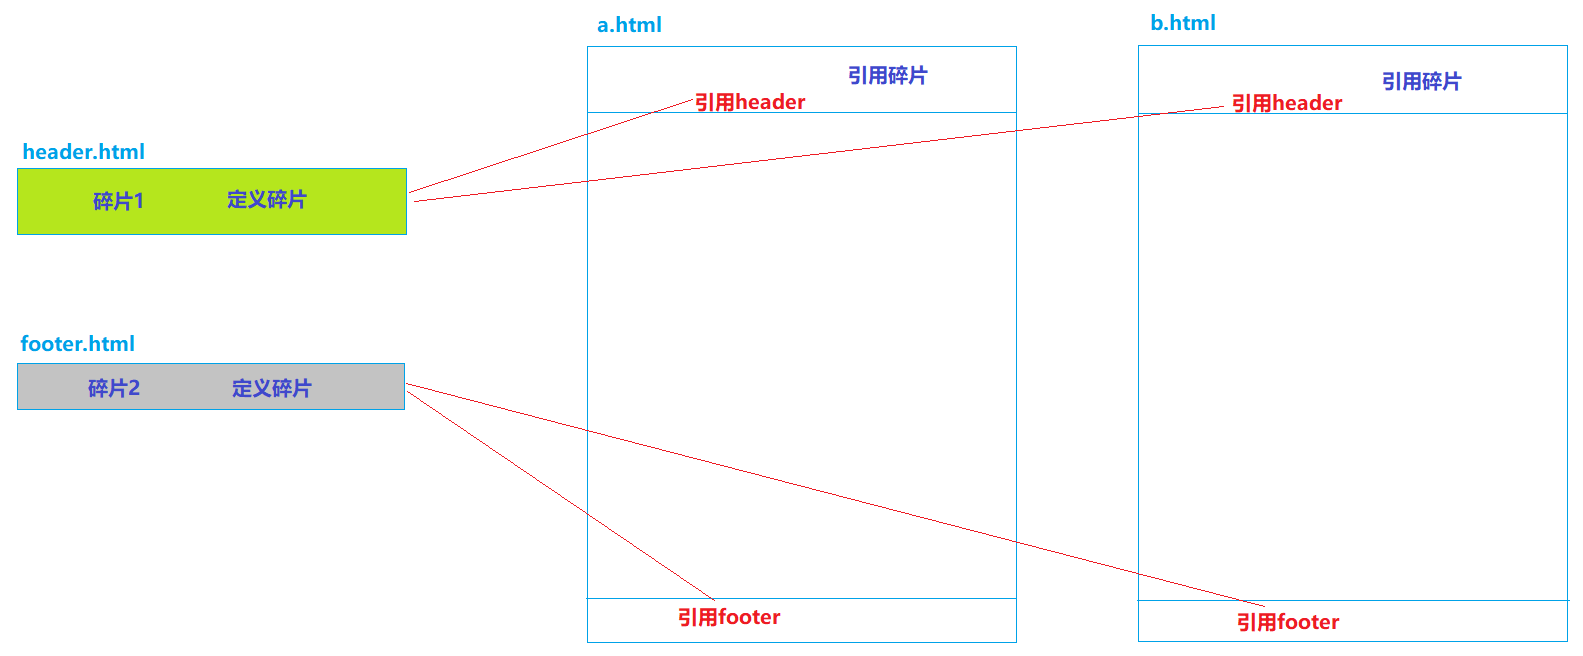 a.html
b.html
引用碎片
引用header
引用碎片
引用header
header.html
碎片1 定义碎片
footer.html
碎片2 定义碎片
引用footer
引用footer